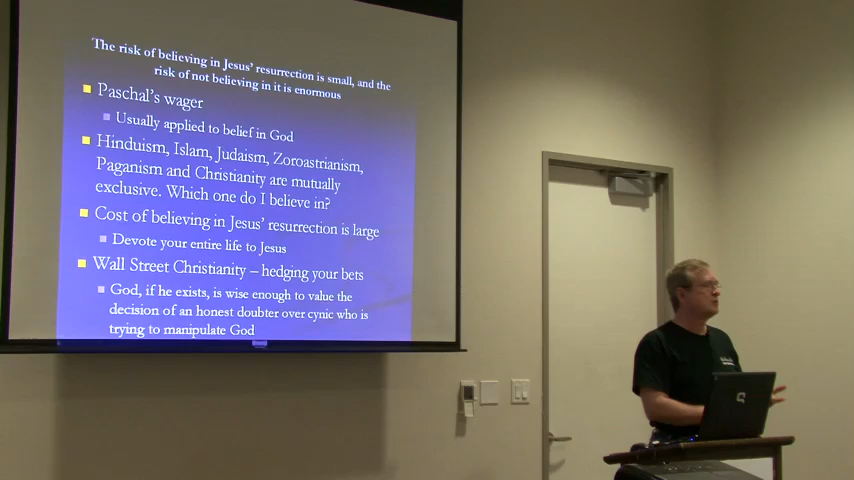 The risk of believing in Jesus' resurrection is small, and the
risk of not believing in it is enormous
Paschal's wager
Usually applied to belief in God
Hinduism, Islam, Judaism, Zoroastrianism,
Paganism and Christianity are mutually
exclusive. Which one do I believe in?
Cost of believing in Jesus' resurrection is large
Devote your entire life to Jesus
Wall Street Christianity – hedging your bets
God, if he exists, is wise enough to value the
decision of an honest doubter over cynic who is
trying to manipulate God